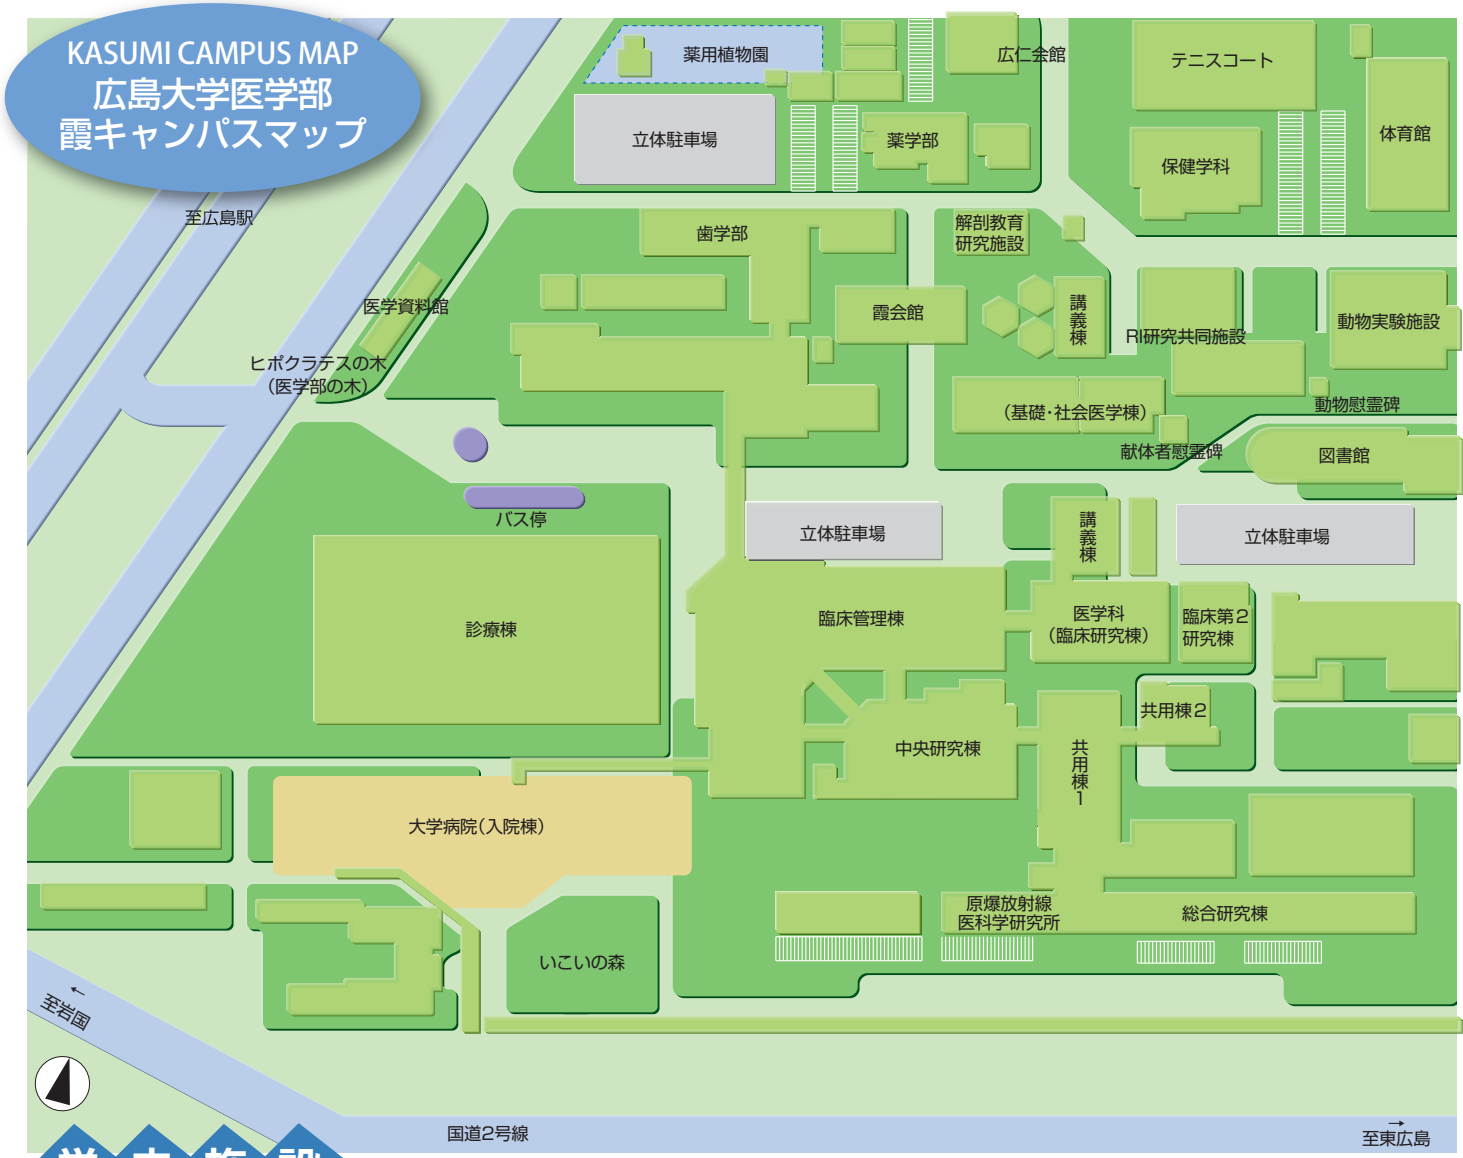 KASUMI CAMPUS MAP
広島大学医学部
霞キャンパスマップ
薬用植物園
広仁会館
テニスコート
立体駐車場
薬学部
保健学科
体育館
至広島駅
歯学部
解剖教育
研究施設
医学資料館
霞会館
講義棟
RI研究共同施設
動物実験施設
ヒポクラテスの木
(医学部の木)
(基礎・社会医学棟)
動物慰霊碑
献体者慰霊碑
図書館
バス停
立体駐車場
講義棟
立体駐車場
診療棟
臨床管理棟
医学科
(臨床研究棟)
臨床第2
研究棟
共用棟2
中央研究棟
共用棟1
大学病院(入院棟)
原爆放射線
医科学研究所
総合研究棟
いこいの森
←
至岩国
国道2号線
→
至東広島